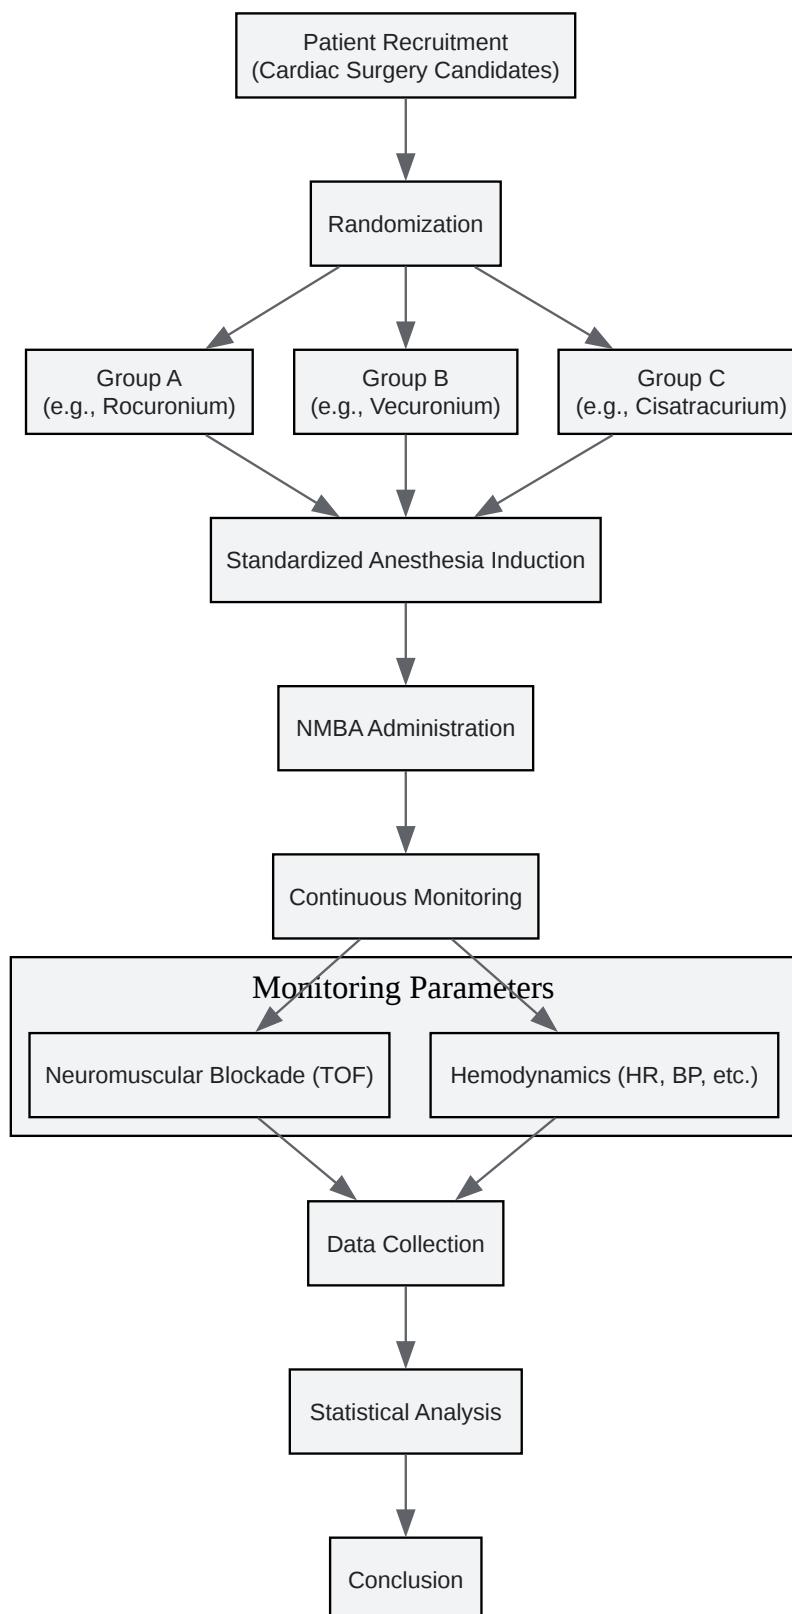 Patient Recruitment
(Cardiac Surgery Candidates)
Randomization
Group A
(e.g., Rocuronium)
Group B
(e.g., Vecuronium)
Group C
(e.g., Cisatracurium)
Standardized Anesthesia Induction
NMBA Administration
Continuous Monitoring
Monitoring Parameters
Neuromuscular Blockade (TOF)
Hemodynamics (HR, BP, etc.)
Data Collection
Statistical Analysis
Conclusion